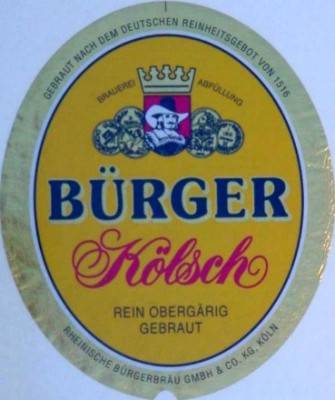 GEBRAUT NACH DEM DEUTSCHEN REINHEITSGEBOT VON 1516
BRAUEREI ABFÜLLUNG
BÜRGER
Kölsch
REIN OBERGÄRIG
GEBRAUT
RHEINISCHE BÜRGERBRÄU GMBH & CO. KG, KÖLN